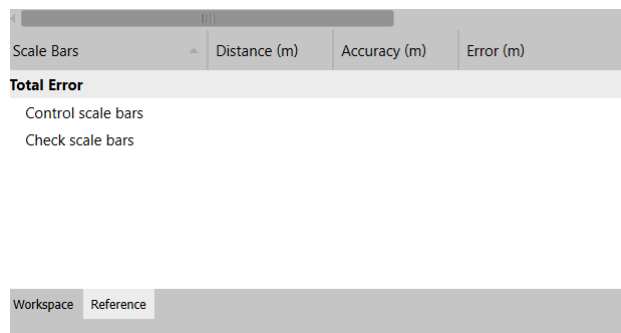 Scale Bars Distance (m) Accuracy (m) Error (m)
Total Error
Control scale bars
Check scale bars
Workspace Reference